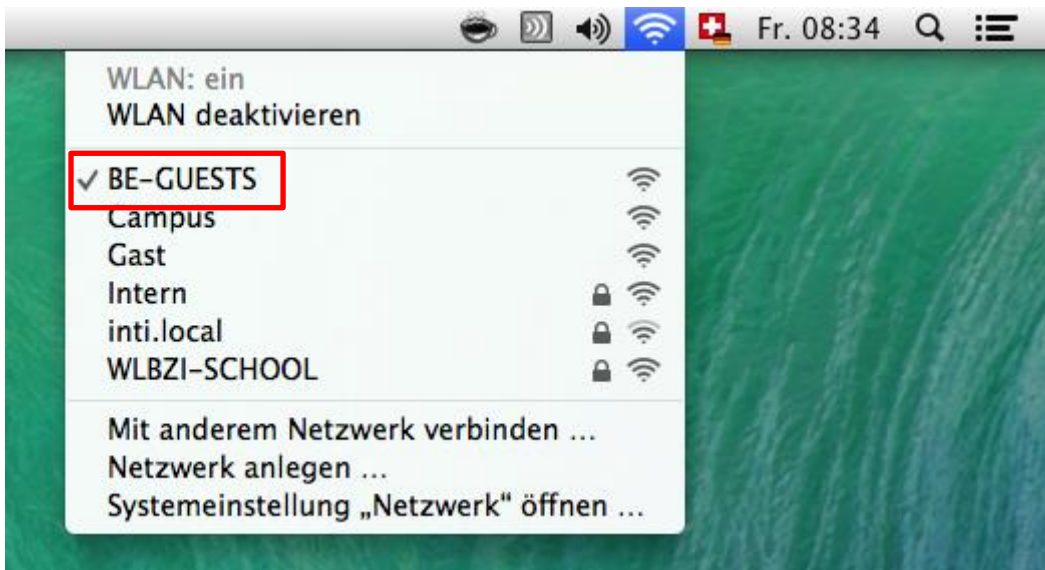 Fr. 08:34
WLAN: ein
WLAN deaktivieren
BE-GUESTS
Campus
Gast
Intern
inti.local
WLBZI-SCHOOL
Mit anderem Netzwerk verbinden ...
Netzwerk anlegen ...
Systemeinstellung „Netzwerk“ öffnen ...